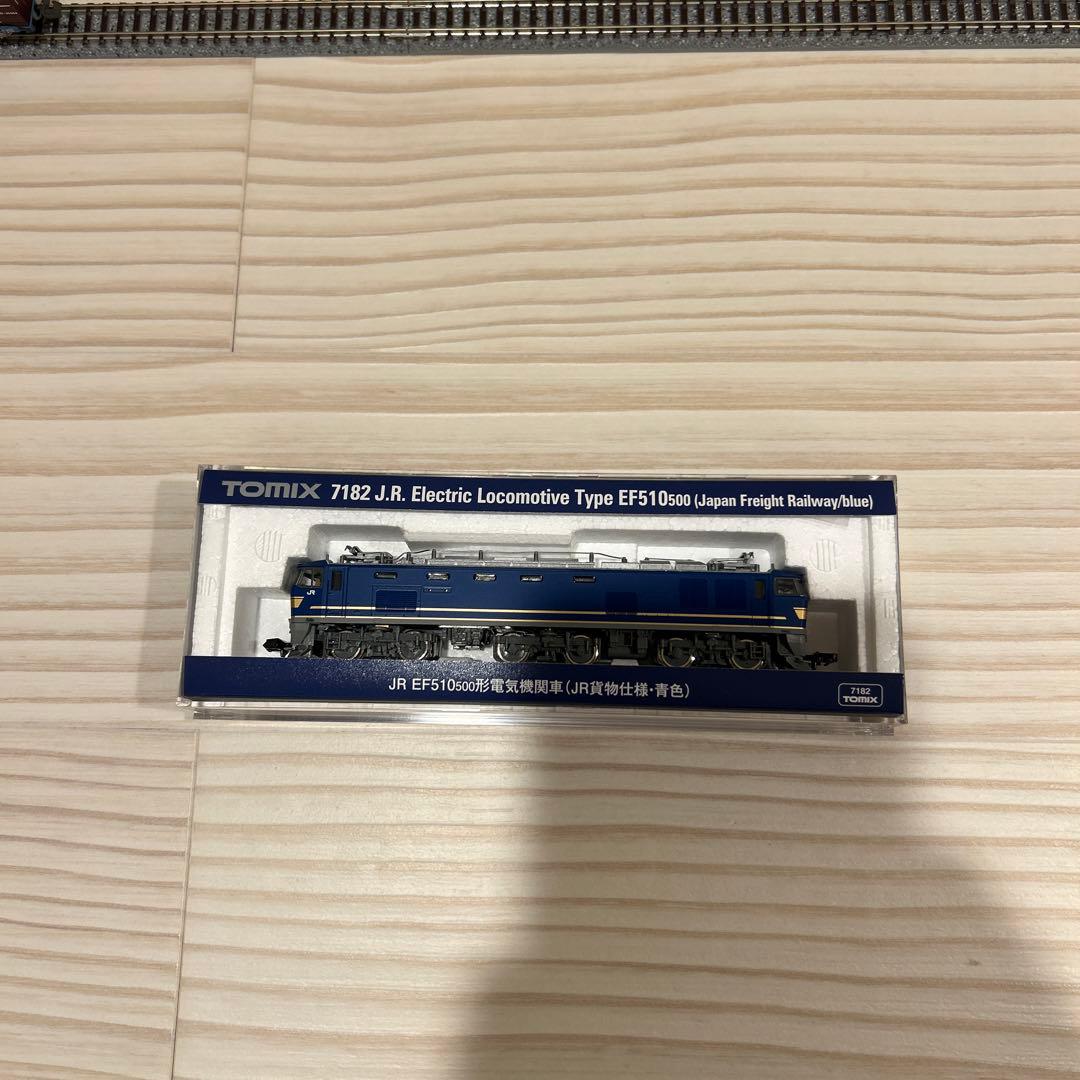 TOMIX 7182 J.R. Electric Locomotive Type EF510500 (Japan Freight Railway/blue)
JR
JR EF510500形電気機関車(JR貨物仕様・青色)
7182
TOMIX